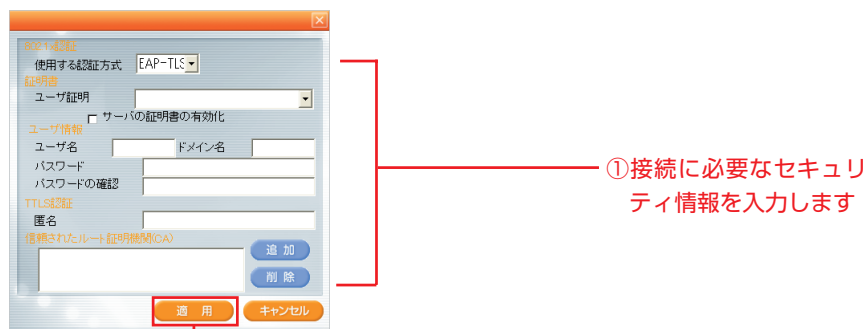 使用する認証方式 EAP-TLS
証明書
ユーザ証明
サーバの証明書の有効化
ユーザ情報
ユーザ名 ドメイン名
パスワード
パスワードの確認
TTLS認証
匿名
信頼されたルート証明機関(CA)
追 加
削 除
適 用 キャンセル
①接続に必要なセキュリ
ティ情報を入力します